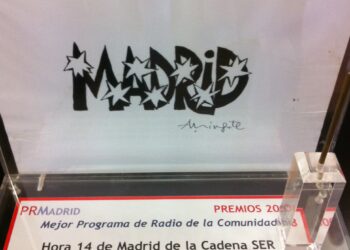 MADRID
PRMADRID PREMIOS
Mejor Programa de Radio de la Comunidad
Hora 14 de Madrid de la Cadena SER